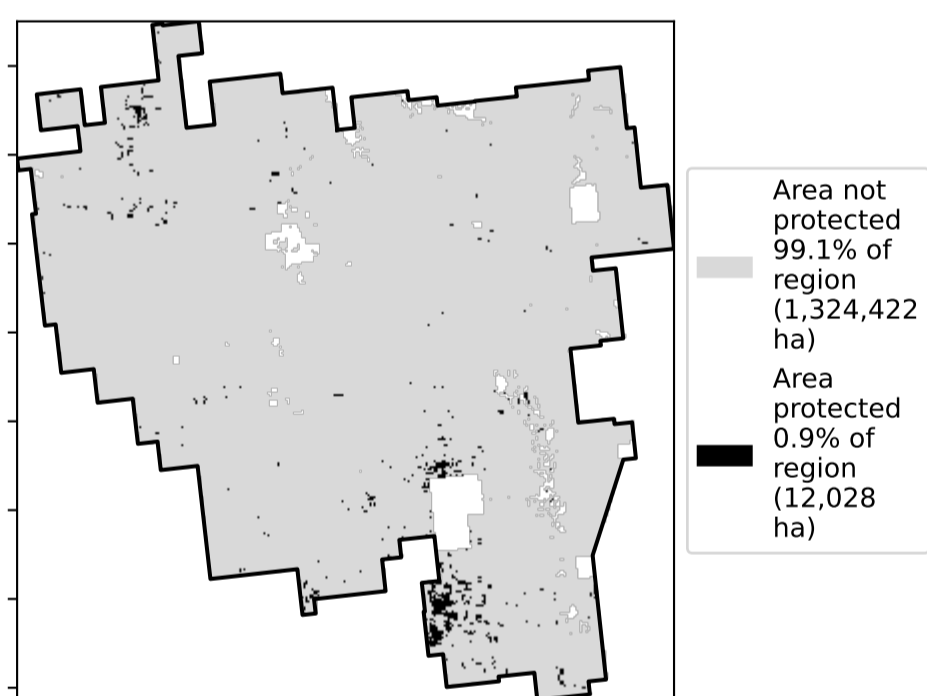 Area not
protected
99.1% of
region
(1,324,422
ha)
Area
protected
0.9% of
region
(12,028
ha)